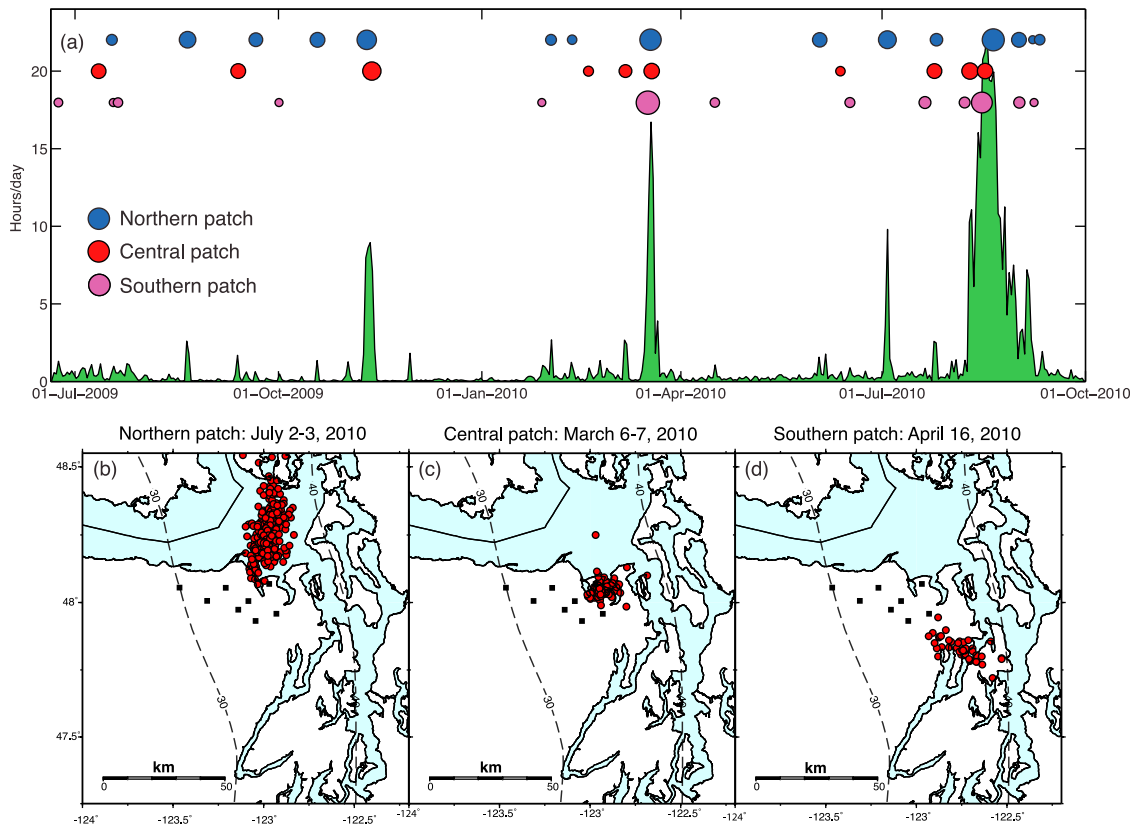 (a)
Hours/day
20
15
10
5
0
Northern patch
Central patch
Southern patch
01–Jul–2009 01–Oct–2009 01–Jan–2010 01–Apr–2010 01–Jul–2010 01–Oct–2010
Northern patch: July 2-3, 2010 Central patch: March 6-7, 2010 Southern patch: April 16, 2010
48.5˚
48˚
47.5˚
(b) (c) (d)
30 40 30 40 30 40
30 40 30 40 30 40
km km km
0 50 0 50 0 50
-124˚ -123.5˚ -123˚ -122.5˚ -124˚ -123.5˚ -123˚ -122.5˚ -124˚ -123.5˚ -123˚ -122.5˚